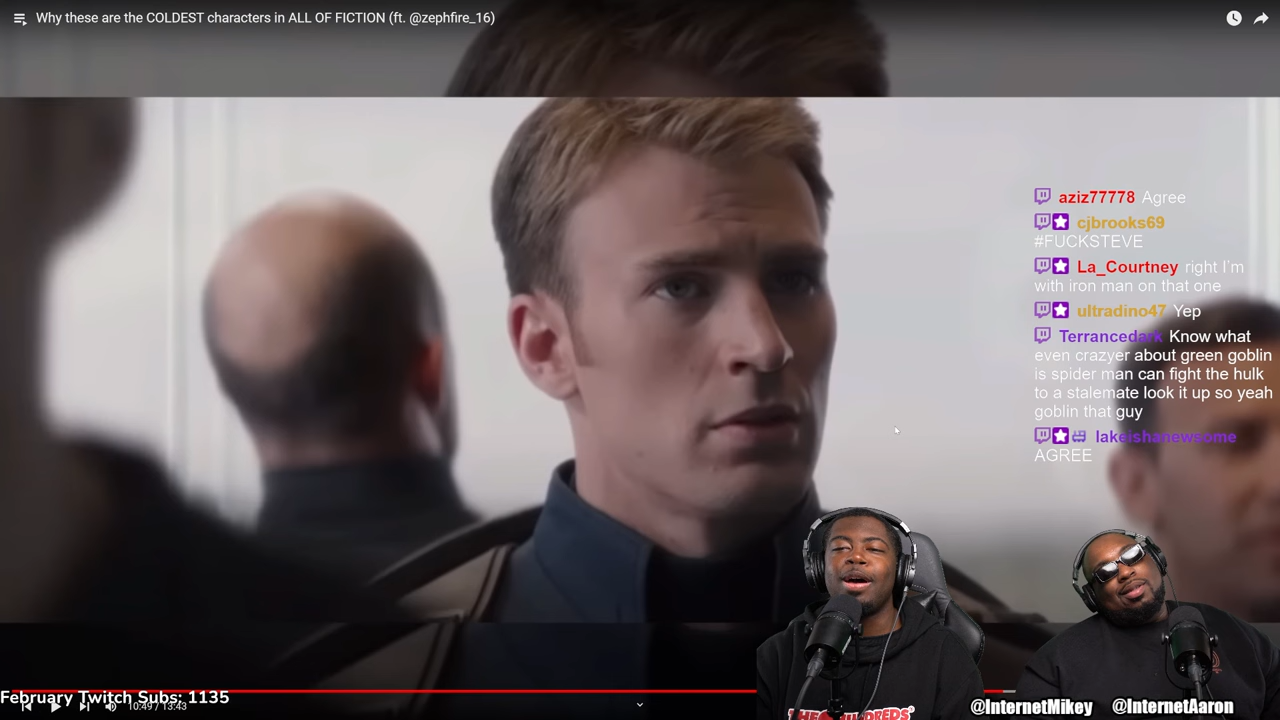 Why these are the COLDEST characters in ALL OF FICTION (ft. @zephfire_16)
aziz77778 Agree
cjbrooks69
#FUCKSTEVE
La_Courtney right I'm
with iron man on that one
ultradino47 Yep
Terrancedark Know what
even crazyer about green goblin
is spider man can fight the hulk
to a stalemate look it up so yeah
goblin that guy
lakeishanewsome
AGREE
February Twitch Subs: 1135
10:49 / 13:43
THE HUNDREDS
@InternetMikey
@InternetAaron